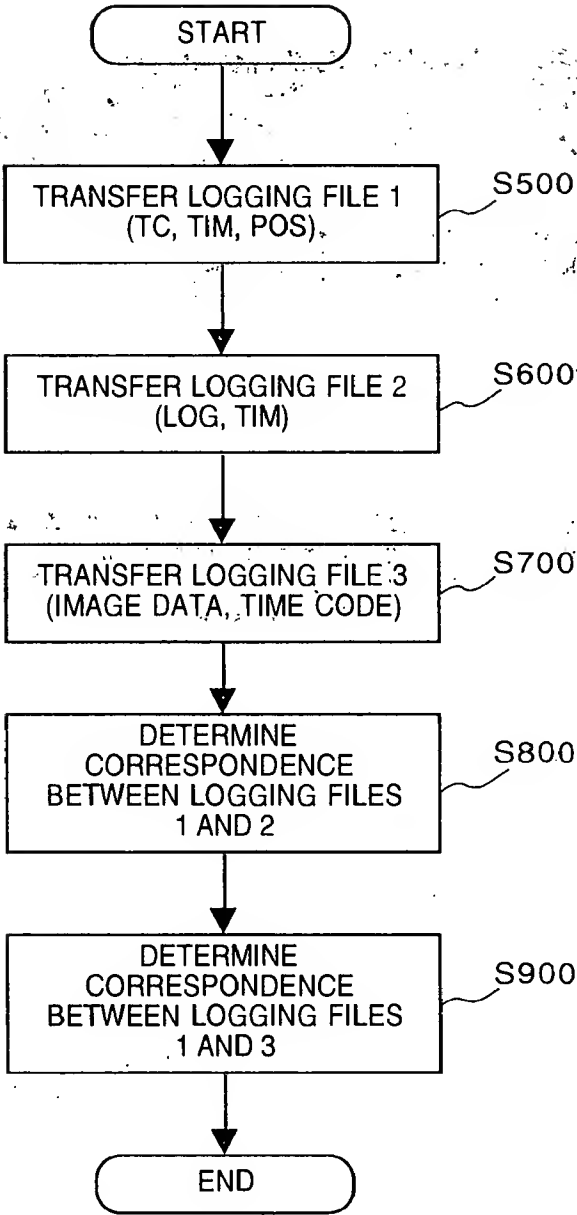 START
TRANSFER LOGGING FILE 1
(TC, TIM, POS)
S500
TRANSFER LOGGING FILE 2
(LOG, TIM)
S600
TRANSFER LOGGING FILE 3
(IMAGE DATA, TIME CODE)
S700
DETERMINE
CORRESPONDENCE
BETWEEN LOGGING FILES
1 AND 2
S800
DETERMINE
CORRESPONDENCE
BETWEEN LOGGING FILES
1 AND 3
S900
END